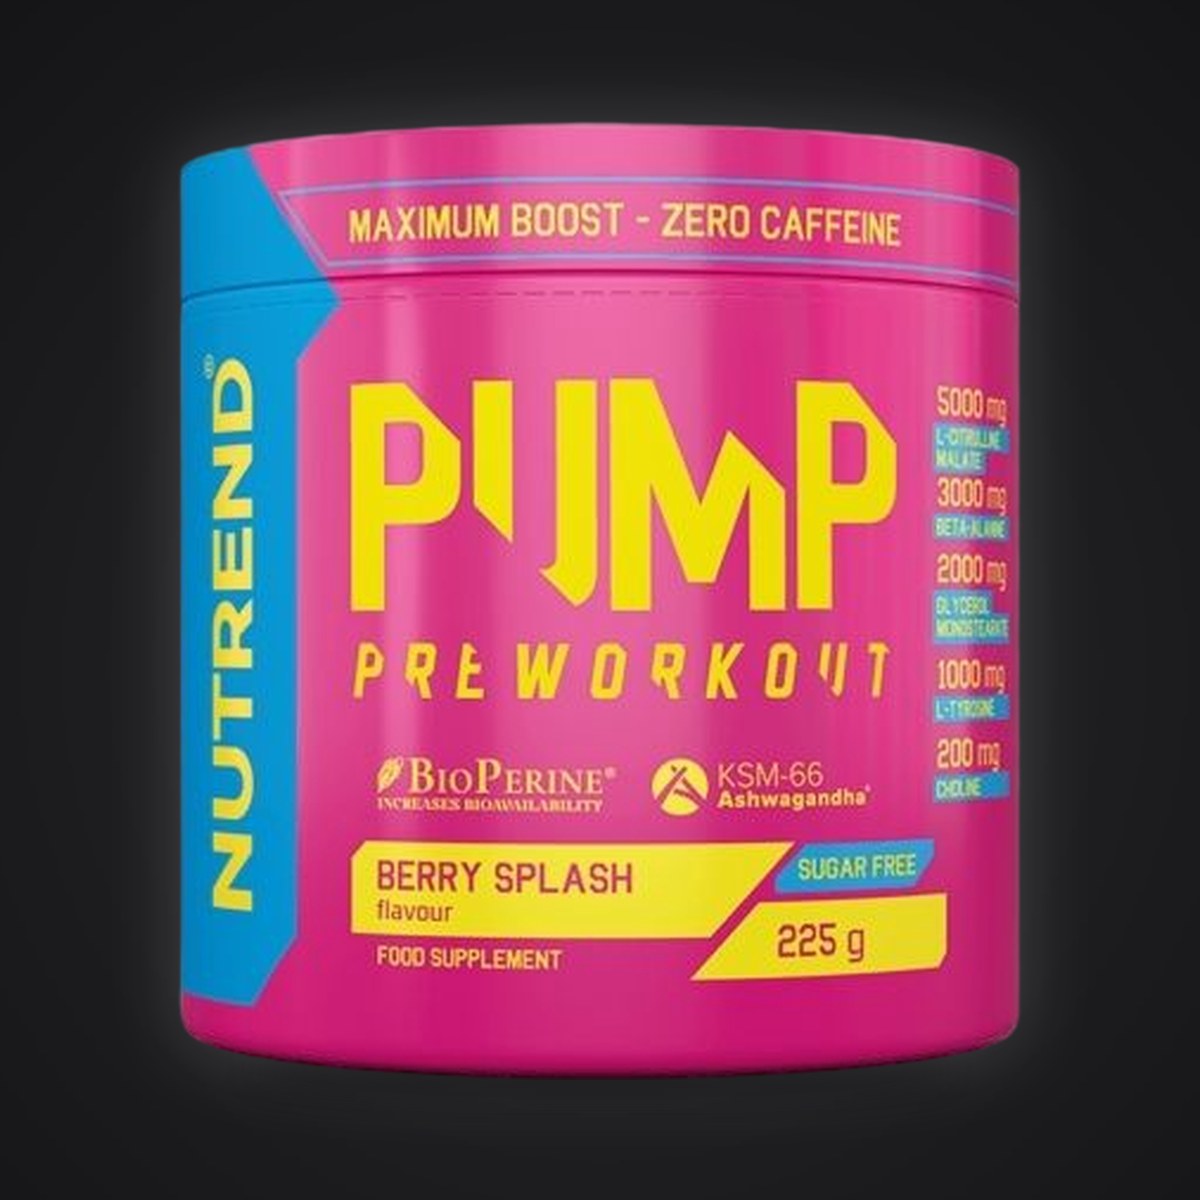 MAXIMUM BOOST - ZERO CAFFEINE
NUTREND®
PUMP
PREWORKOUT
5000 mg
L-CITRULLINE
MALATE
3000 mg
BETA-ALANINE
2000 mg
GLYCEROL
MONOSTEARATE
1000 mg
L-TYROSINE
200 mg
CHOLINE
BIOPERINE®
INCREASES BIOAVAILABILITY
KSM-66
Ashwagandha®
BERRY SPLASH
flavour
SUGAR FREE
225 g
FOOD SUPPLEMENT